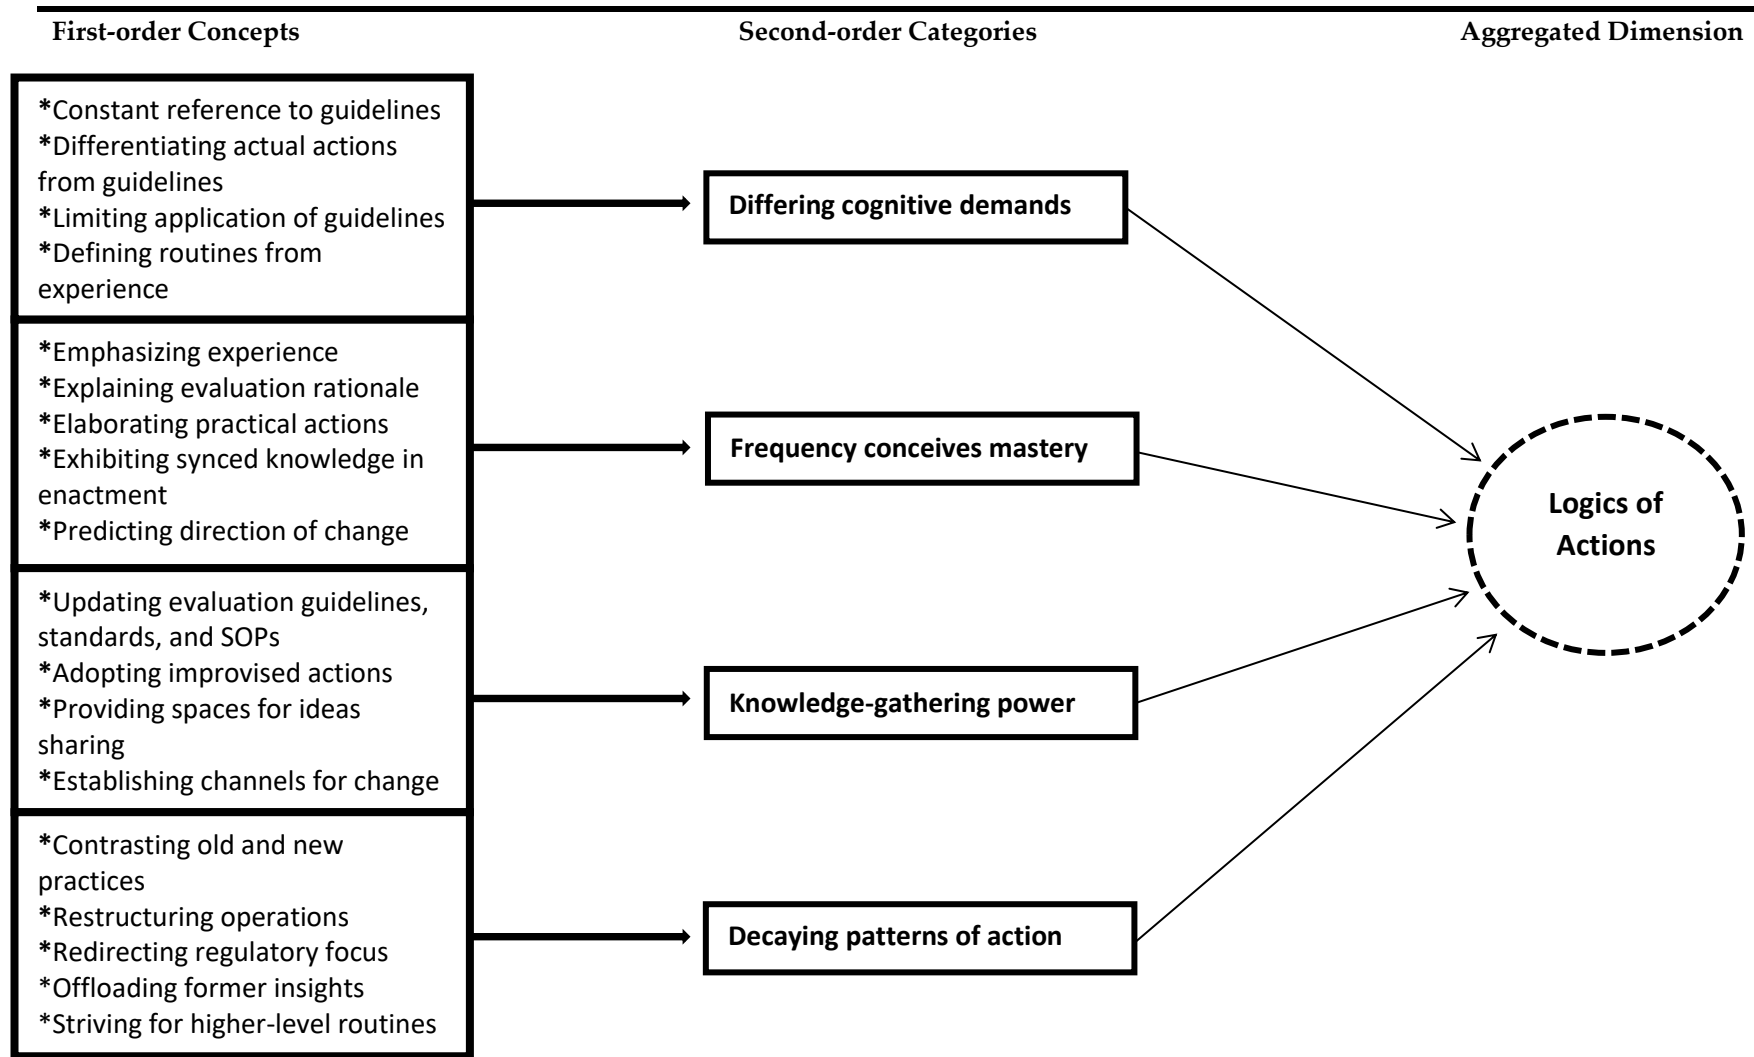 First-order Concepts
Second-order Categories
Aggregated Dimension
*Constant reference to guidelines
*Differentiating actual actions
from guidelines
*Limiting application of guidelines
*Defining routines from
experience
Differing cognitive demands
*Emphasizing experience
*Explaining evaluation rationale
*Elaborating practical actions
*Exhibiting synced knowledge in
enactment
*Predicting direction of change
Frequency conceives mastery
*Updating evaluation guidelines,
standards, and SOPs
*Adopting improvised actions
*Providing spaces for ideas
sharing
*Establishing channels for change
Knowledge-gathering power
*Contrasting old and new
practices
*Restructuring operations
*Redirecting regulatory focus
*Offloading former insights
*Striving for higher-level routines
Decaying patterns of action
Logics of
Actions